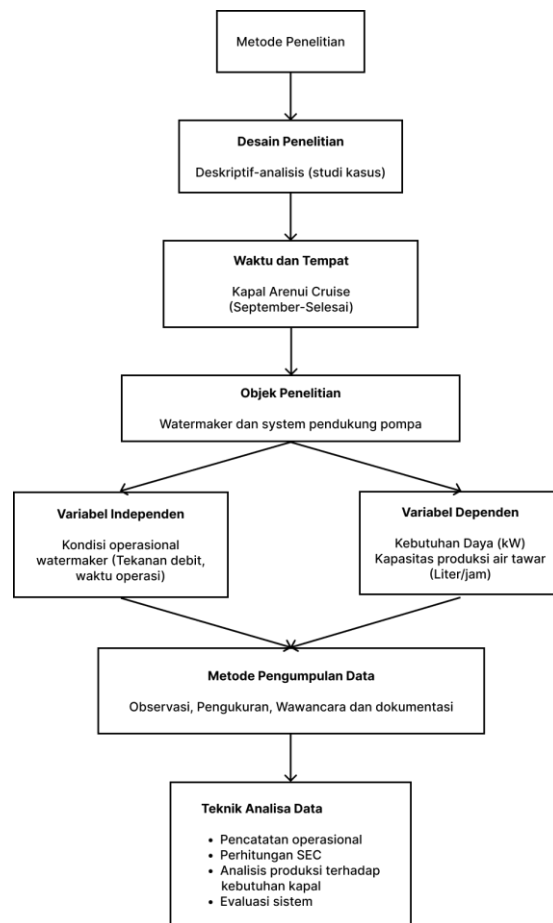 Metode Penelitian
Desain Penelitian
Deskriptif-analisis (studi kasus)
Waktu dan Tempat
Kapal Arenui Cruise
(September-Selesai)
Objek Penelitian
Watermaker dan system pendukung pompa
Variabel Independen
Kondisi operasional
watermaker (Tekanan debit,
waktu operasi)
Variabel Dependen
Kebutuhan Daya (kW)
Kapasitas produksi air tawar
(Liter/jam)
Metode Pengumpulan Data
Observasi, Pengukuran, Wawancara dan dokumentasi
Teknik Analisa Data
• Pencatatan operasional
• Perhitungan SEC
• Analisis produksi terhadap
kebutuhan kapal
• Evaluasi sistem